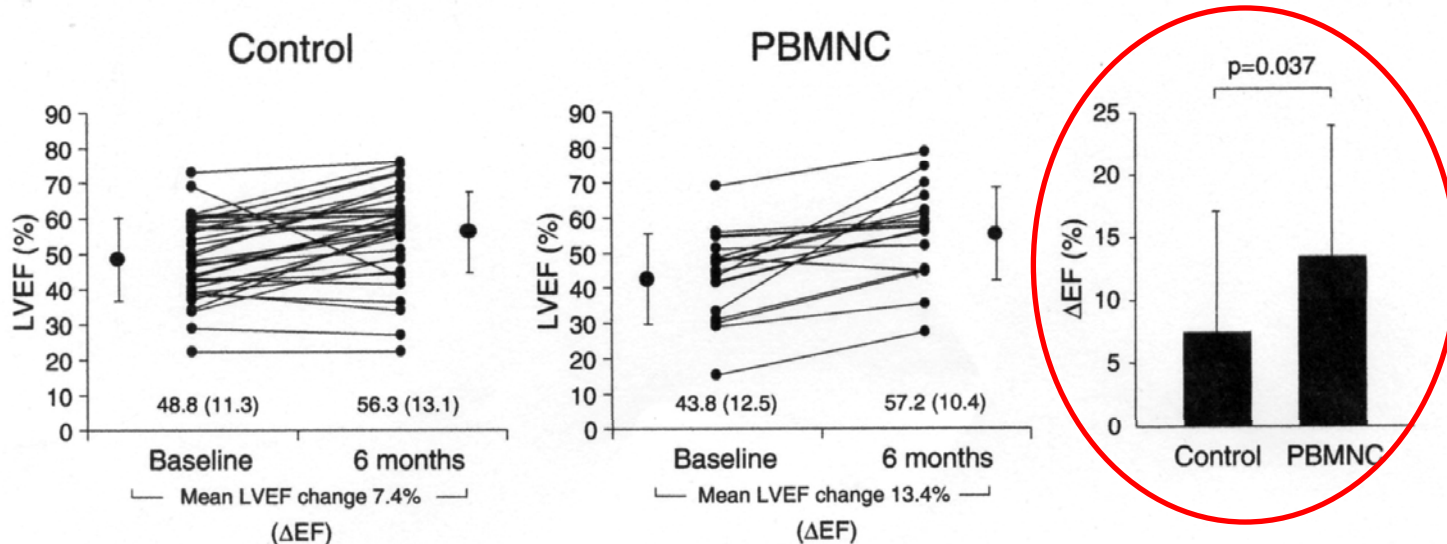 Control
LVEF (%)
90
80
70
60
50
40
30
20
10
0
48.8 (11.3) 56.3 (13.1)
Baseline 6 months
Mean LVEF change 7.4%
(ΔEF)
PBMNC
LVEF (%)
90
80
70
60
50
40
30
20
10
0
43.8 (12.5) 57.2 (10.4)
Baseline 6 months
Mean LVEF change 13.4%
(ΔEF)
p=0.037
ΔEF (%)
25
20
15
10
5
0
Control PBMNC